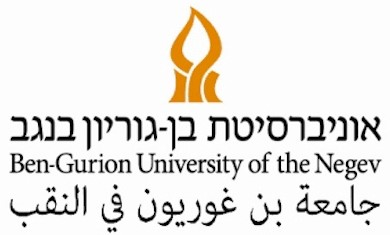 אוניברסיטת בן-גוריון בנגב
Ben-Gurion University of the Negev
جامعة بن غوريون في النقب